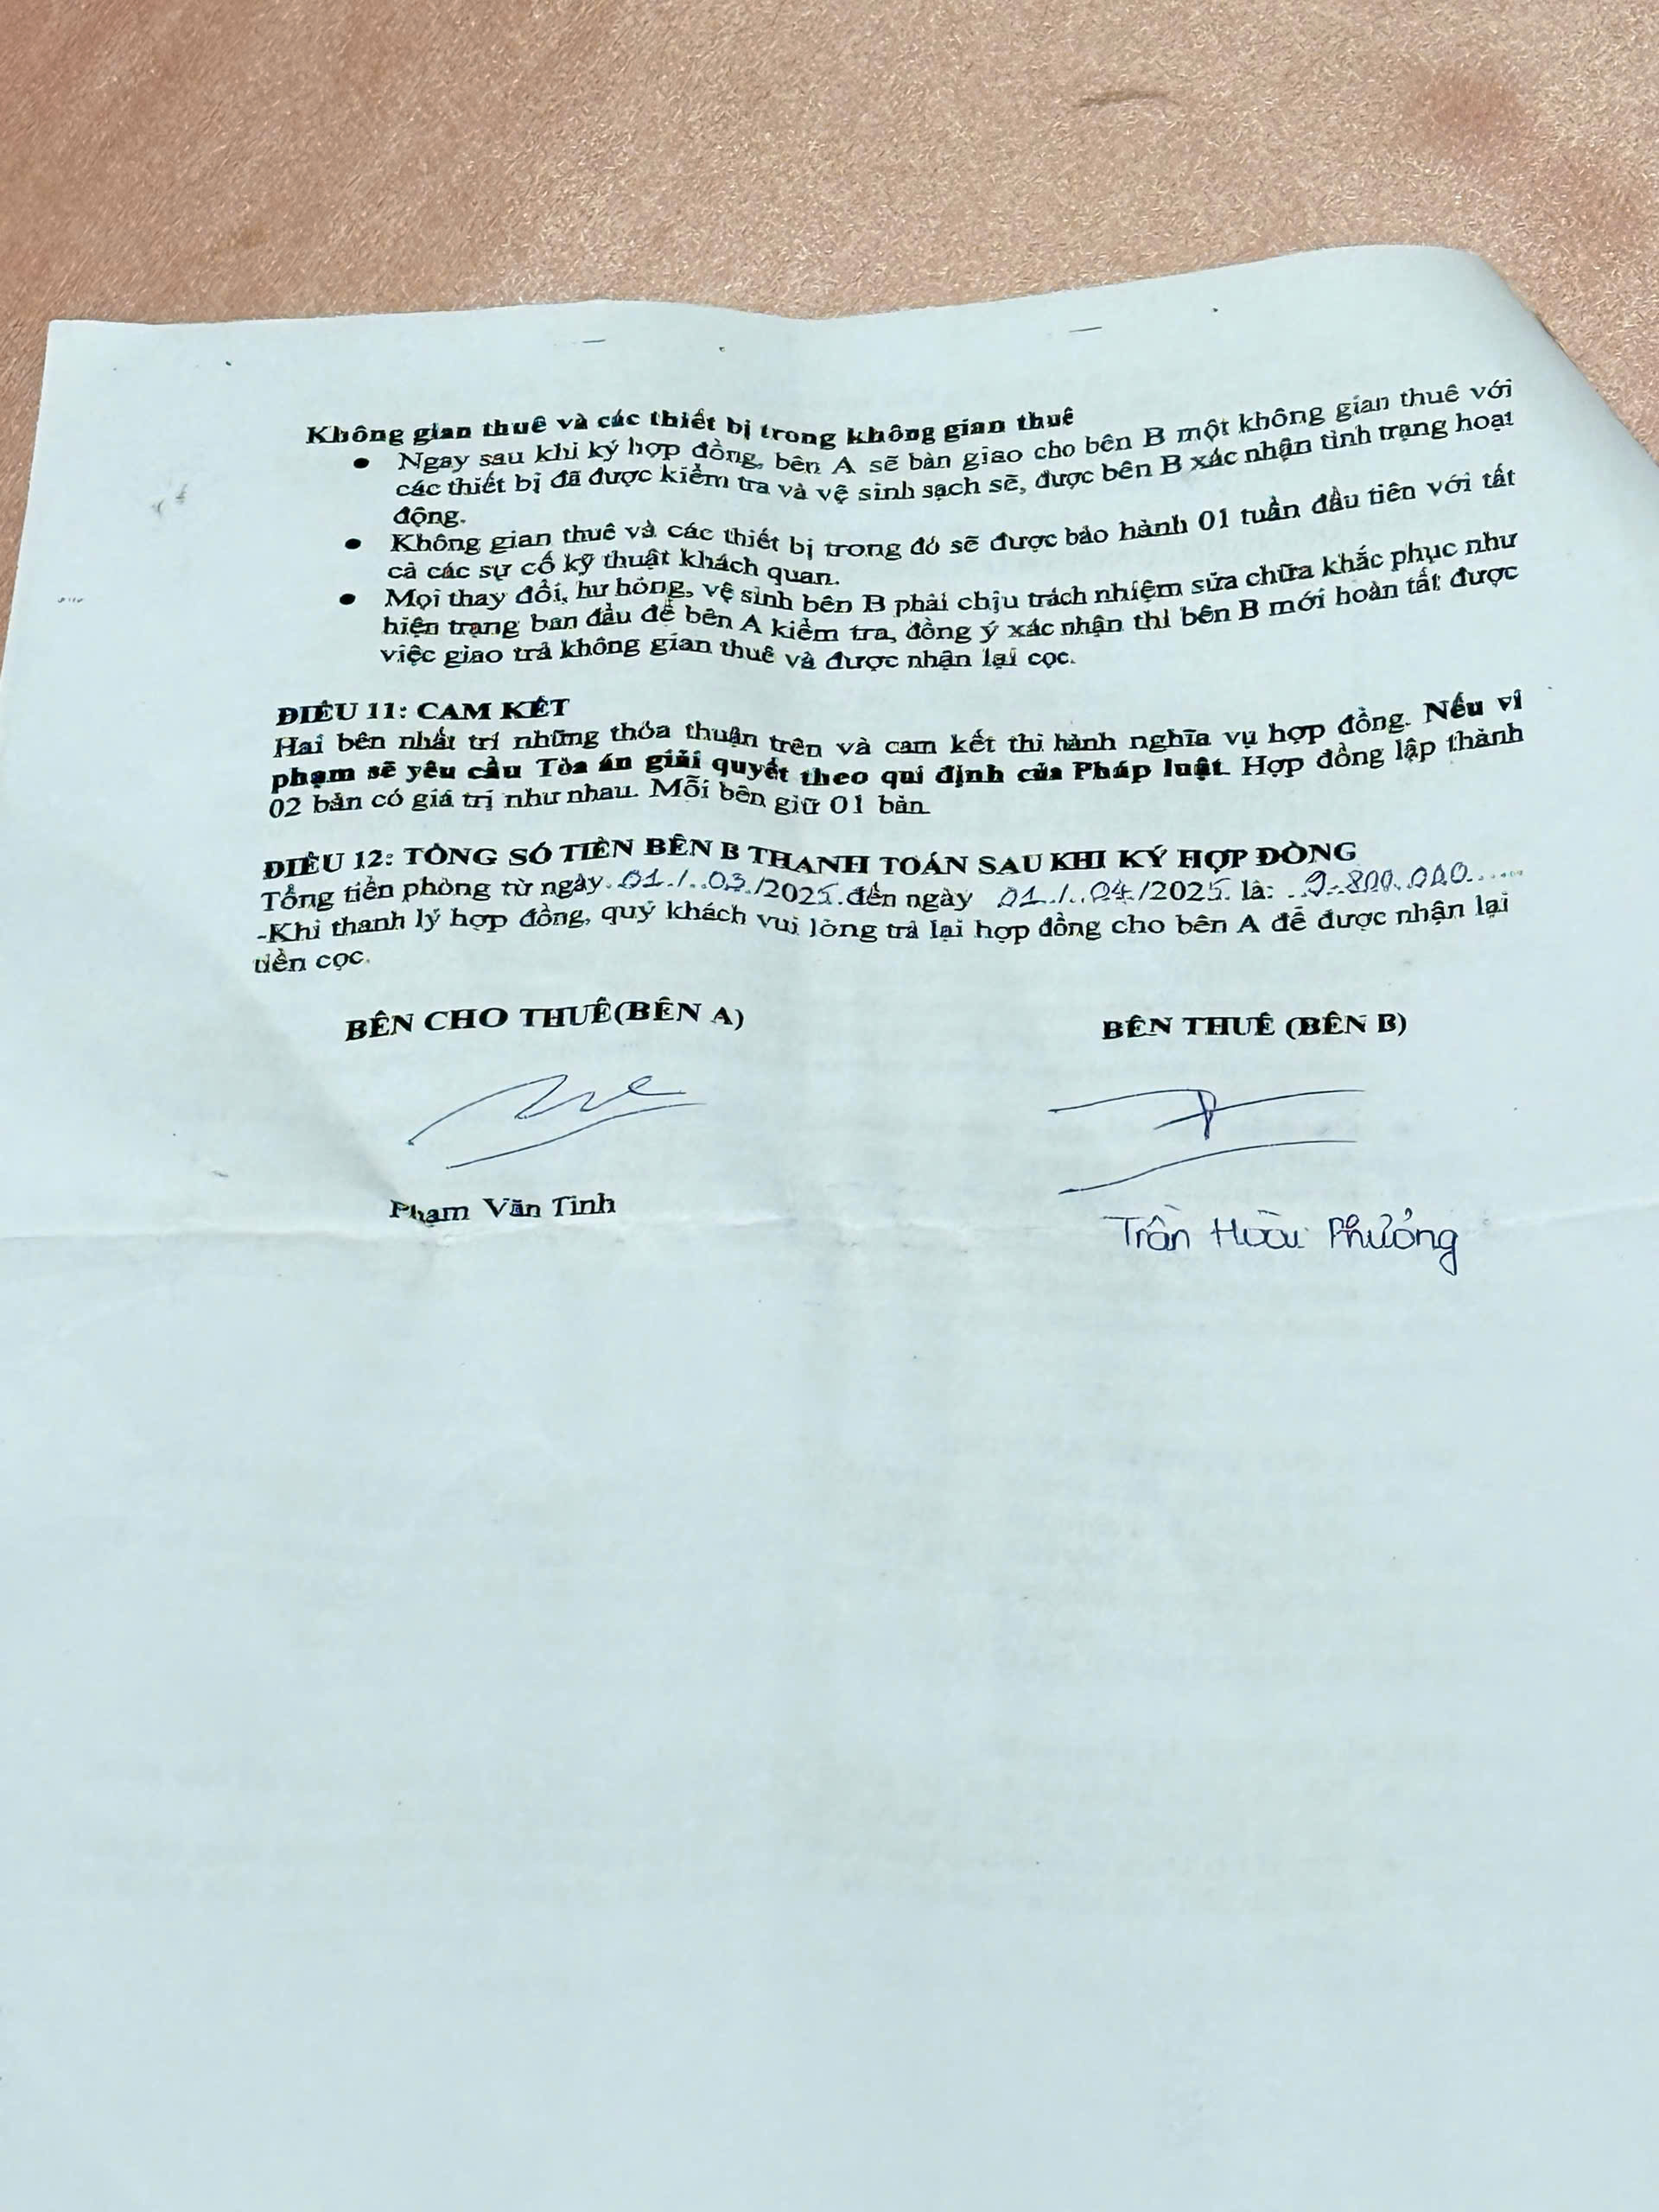 Không gian thuê và các thiết bị trong không gian thuê
● Ngay sau khi ký hợp đồng, bên A sẽ bàn giao cho bên B một không gian thuê với
các thiết bị đã được kiểm tra và vệ sinh sạch sẽ, được bên B xác nhận tình trạng hoạt
động.
● Không gian thuê và các thiết bị trong đó sẽ được bảo hành 01 tuần đầu tiên với tất
cả các sự cố kỹ thuật khách quan.
● Mọi thay đổi, hư hỏng, vệ sinh bên B phải chịu trách nhiệm sửa chữa khắc phục như
hiện trạng ban đầu để bên A kiểm tra, đồng ý xác nhận thì bên B mới hoàn tất được
việc giao trả không gian thuê và được nhận lại cọc.
ĐIỀU 11: CAM KẾT
Hai bên nhất trí những thỏa thuận trên và cam kết thi hành nghĩa vụ hợp đồng. Nếu vi
phạm sẽ yêu cầu Tòa án giải quyết theo qui định của Pháp luật. Hợp đồng lập thành
02 bản có giá trị như nhau. Mỗi bên giữ 01 bản.
ĐIỀU 12: TỔNG SỐ TIỀN BÊN B THANH TOÁN SAU KHI KÝ HỢP ĐỒNG
Tổng tiền phòng từ ngày 01/03/2025 đến ngày 01/04/2025 là: 9.800.000
-Khi thanh lý hợp đồng, quý khách vui lòng trả lại hợp đồng cho bên A để được nhận lại
tiền cọc.
BÊN CHO THUÊ(BÊN A) BÊN THUÊ (BÊN B)
Phạm Văn Tinh
Trần Phưởng